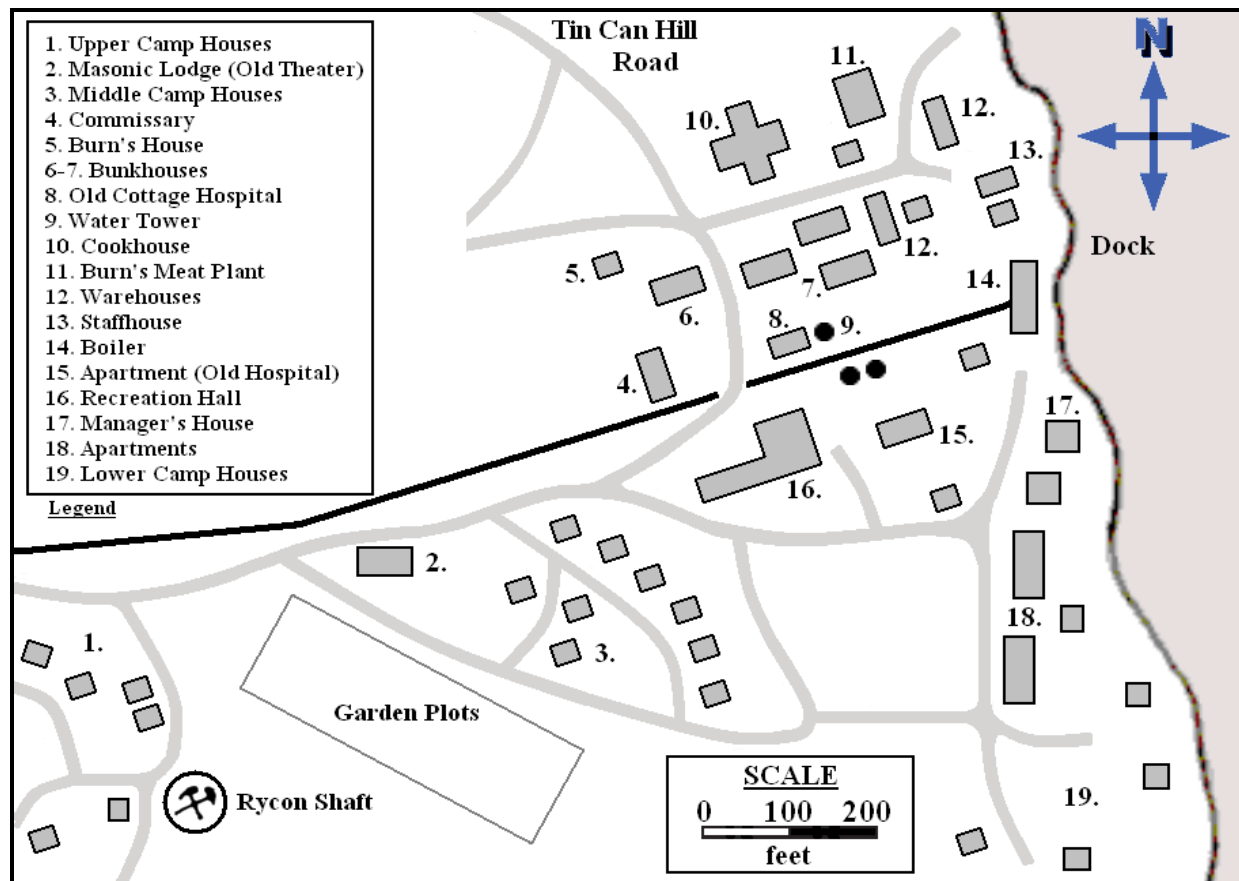 1. Upper Camp Houses
2. Masonic Lodge (Old Theater)
3. Middle Camp Houses
4. Commissary
5. Burn's House
6-7. Bunkhouses
8. Old Cottage Hospital
9. Water Tower
10. Cookhouse
11. Burn's Meat Plant
12. Warehouses
13. Staffhouse
14. Boiler
15. Apartment (Old Hospital)
16. Recreation Hall
17. Manager's House
18. Apartments
19. Lower Camp Houses
Legend
Tin Can Hill
Road
N
11.
10.
12.
13.
12.
Dock
5.
7.
14.
6.
8.
9.
4.
17.
15.
16.
2.
18.
1.
3.
Garden Plots
Rycon Shaft
SCALE
0 100 200
feet
19.